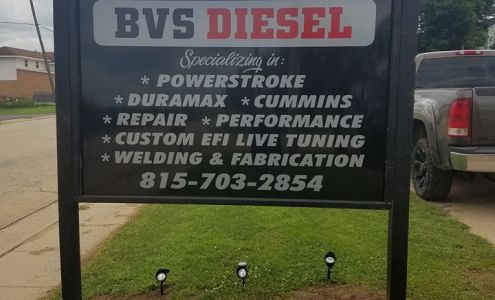 BVS DIESEL
Specializing in:
* POWERSTROKE
* DURAMAX * CUMMINS
* REPAIR * PERFORMANCE
* CUSTOM EFI LIVE TUNING
* WELDING & FABRICATION
815-703-2854